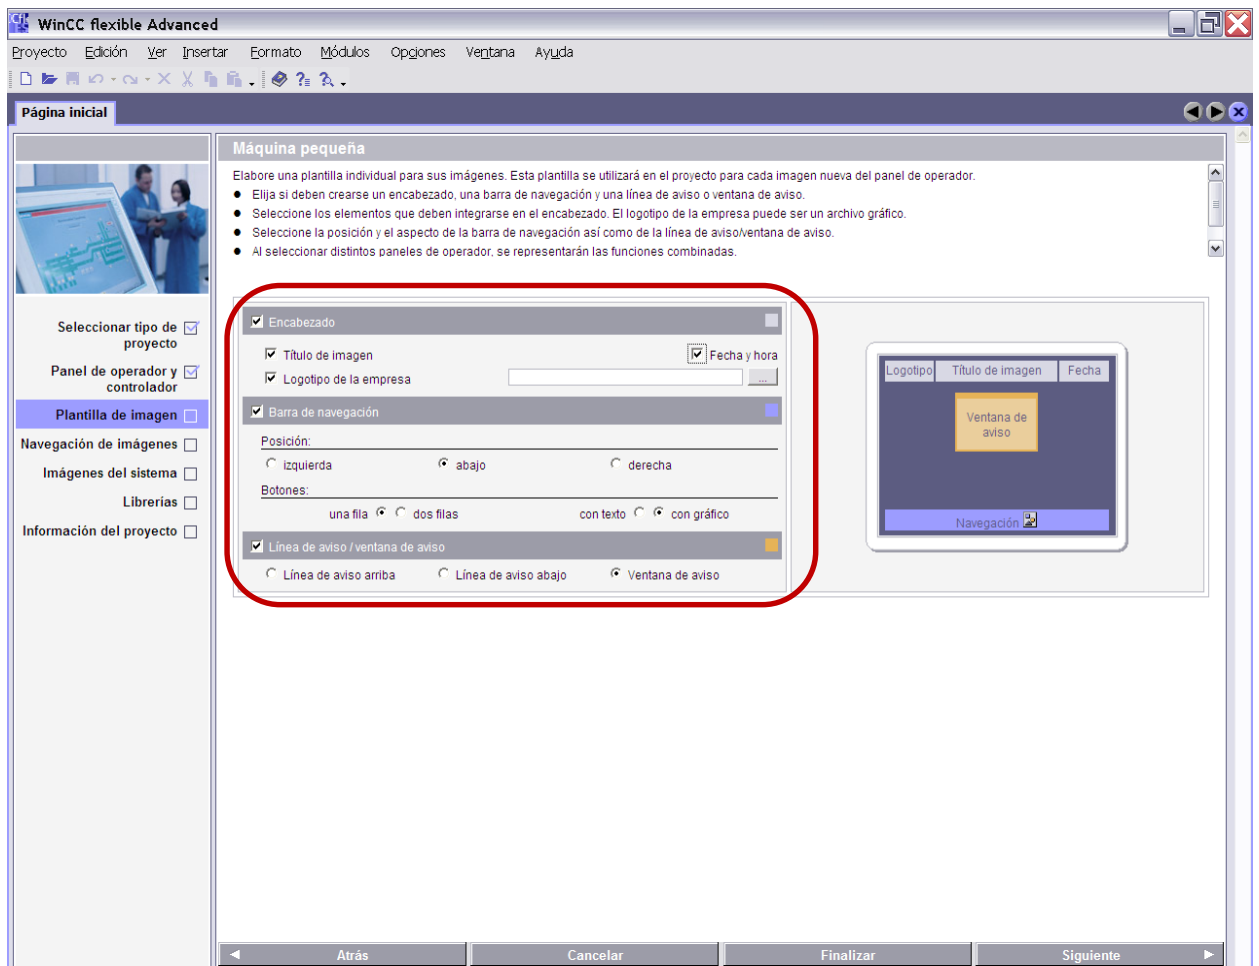 WinCC flexible Advanced
Proyecto Edición Ver Insertar Formato Módulos Opciones Ventana Ayuda
Página inicial
Máquina pequeña
Elabore una plantilla individual para sus imágenes. Esta plantilla se utilizará en el proyecto para cada imagen nueva del panel de operador.
● Elija si deben crearse un encabezado, una barra de navegación y una línea de aviso o ventana de aviso.
● Seleccione los elementos que deben integrarse en el encabezado. El logotipo de la empresa puede ser un archivo gráfico.
● Seleccione la posición y el aspecto de la barra de navegación así como de la línea de aviso/ventana de aviso.
● Al seleccionar distintos paneles de operador, se representarán las funciones combinadas.
Seleccionar tipo de
proyecto
Panel de operador y
controlador
Plantilla de imagen
Navegación de imágenes
Imágenes del sistema
Librerías
Información del proyecto
Encabezado
Título de imagen Fecha y hora
Logotipo de la empresa ...
Barra de navegación
Posición:
izquierda abajo derecha
Botones:
una fila dos filas con texto con gráfico
Línea de aviso / ventana de aviso
Línea de aviso arriba Línea de aviso abajo Ventana de aviso
Logotipo Título de imagen Fecha
Ventana de
aviso
Navegación
Atrás Cancelar Finalizar Siguiente